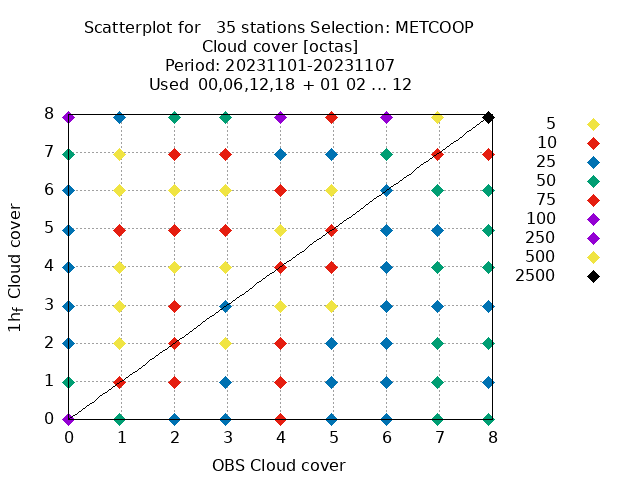 Scatterplot for 35 stations Selection: METCOOP
Cloud cover [octas]
Period: 20231101-20231107
Used 00,06,12,18 + 01 02 ... 12
8
7
6
5
4
3
2
1
0
1hf Cloud cover
0 1 2 3 4 5 6 7 8
OBS Cloud cover
5
10
25
50
75
100
250
500
2500